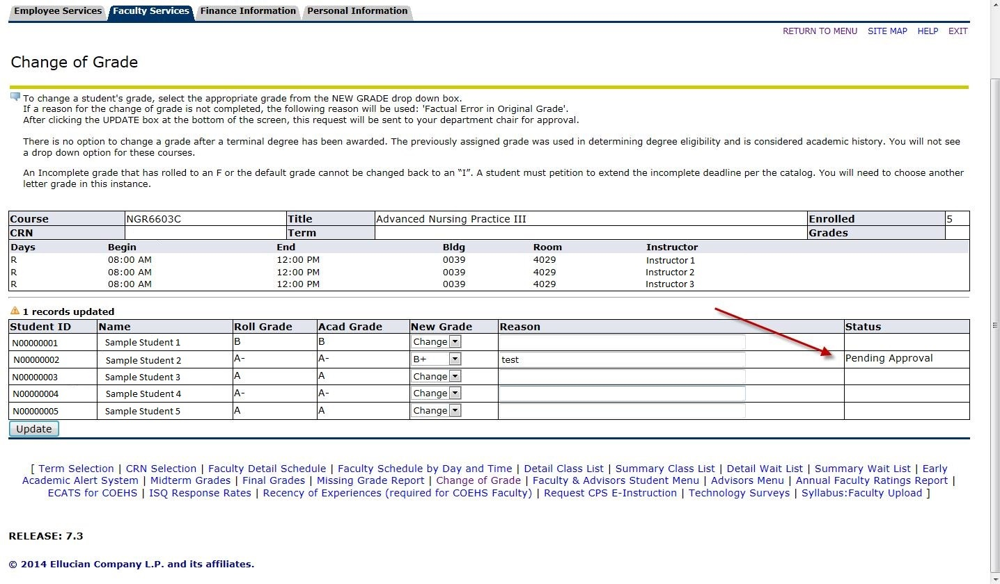 Employee Services Faculty Services Finance Information Personal Information
RETURN TO MENU SITE MAP HELP EXIT
Change of Grade
To change a student's grade, select the appropriate grade from the NEW GRADE drop down box.
If a reason for the change of grade is not completed, the following reason will be used: 'Factual Error in Original Grade'.
After clicking the UPDATE box at the bottom of the screen, this request will be sent to your department chair for approval.
There is no option to change a grade after a terminal degree has been awarded. The previously assigned grade was used in determining degree eligibility and is considered academic history. You will not see
a drop down option for these courses.
An Incomplete grade that has rolled to an F or the default grade cannot be changed back to an “I”. A student must petition to extend the incomplete deadline per the catalog. You will need to choose another
letter grade in this instance.
Course NGR6603C Title Advanced Nursing Practice III Enrolled 5
CRN Term Grades
Days Begin End Bldg Room Instructor
R 08:00 AM 12:00 PM 0039 4029 Instructor 1
R 08:00 AM 12:00 PM 0039 4029 Instructor 2
R 08:00 AM 12:00 PM 0039 4029 Instructor 3
1 records updated
Student ID Name Roll Grade Acad Grade New Grade Reason Status
N00000001 Sample Student 1 B B Change
N00000002 Sample Student 2 A- A- B+ test Pending Approval
N00000003 Sample Student 3 A A Change
N00000004 Sample Student 4 A- A- Change
N00000005 Sample Student 5 A A Change
Update
[ Term Selection | CRN Selection | Faculty Detail Schedule | Faculty Schedule by Day and Time | Detail Class List | Summary Class List | Detail Wait List | Summary Wait List | Early
Academic Alert System | Midterm Grades | Final Grades | Missing Grade Report | Change of Grade | Faculty & Advisors Student Menu | Advisors Menu | Annual Faculty Ratings Report |
ECATS for COEHS | ISQ Response Rates | Recency of Experiences (required for COEHS Faculty) | Request CPS E-Instruction | Technology Surveys | Syllabus:Faculty Upload ]
RELEASE: 7.3
© 2014 Ellucian Company L.P. and its affiliates.